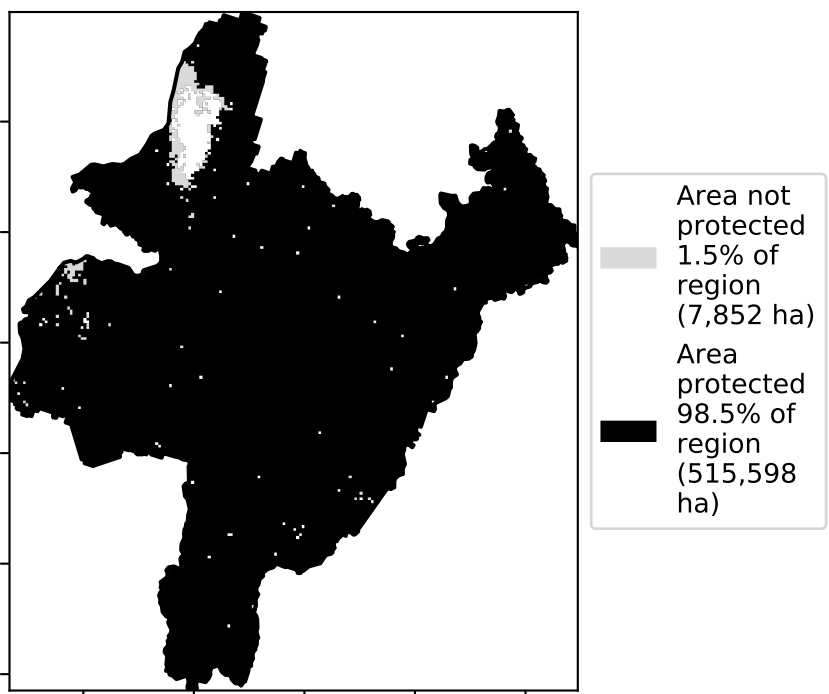 Area not
protected
1.5% of
region
(7,852 ha)
Area
protected
98.5% of
region
(515,598
ha)